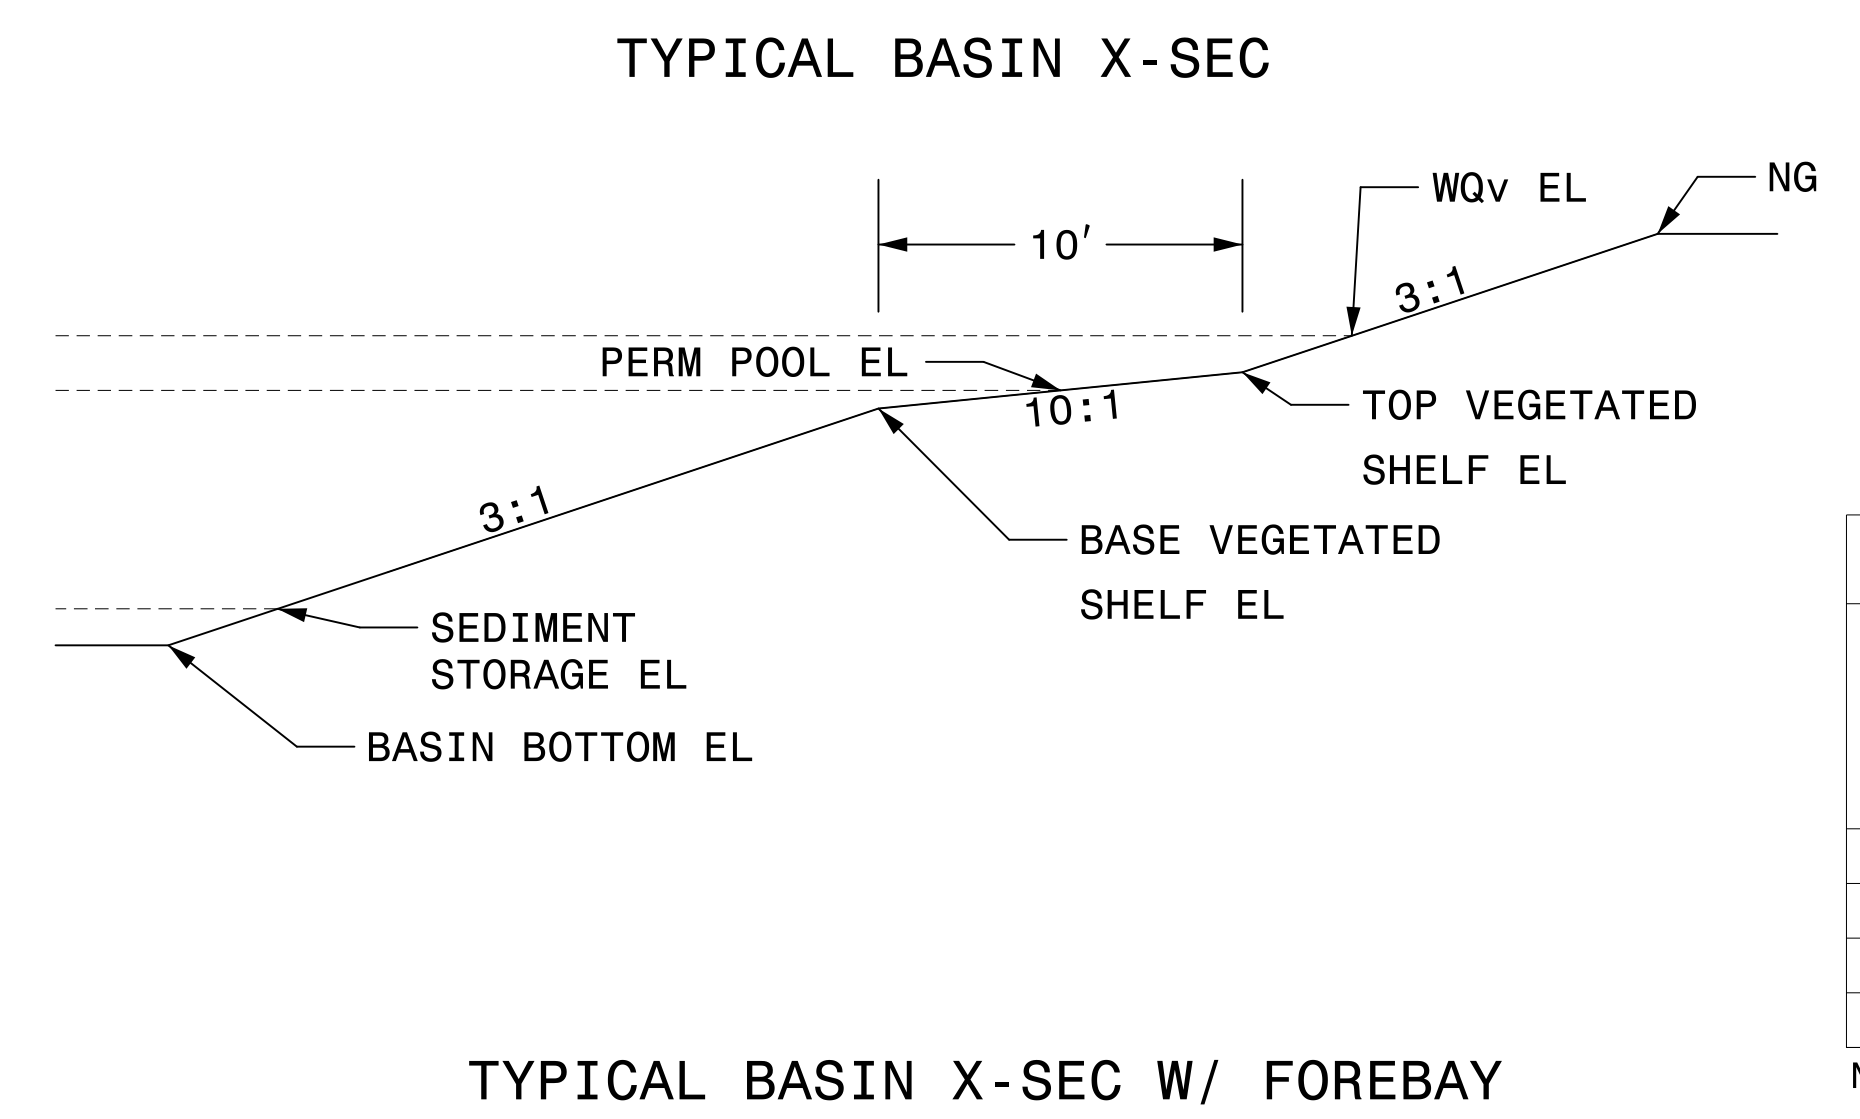 TYPICAL BASIN X-SEC
WQv EL
NG
10'
3:1
PERM POOL EL
10:1
TOP VEGETATED
SHELF EL
3:1
BASE VEGETATED
SHELF EL
SEDIMENT
STORAGE EL
BASIN BOTTOM EL
TYPICAL BASIN X-SEC W/ FOREBAY